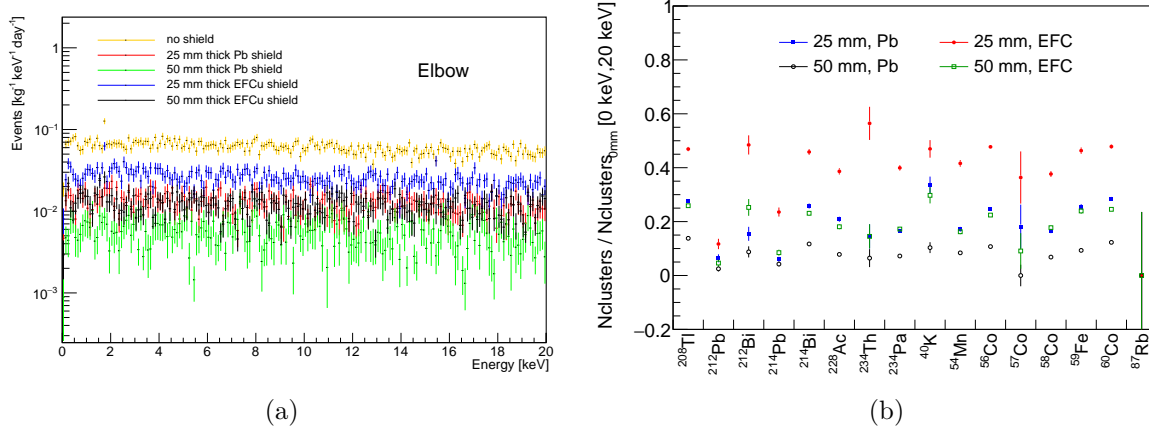 Events [kg⁻¹ keV⁻¹ day⁻¹]
1
10⁻¹
10⁻²
10⁻³
no shield
25 mm thick Pb shield
50 mm thick Pb shield
25 mm thick EFCu shield
50 mm thick EFCu shield
Elbow
0 2 4 6 8 10 12 14 16 18 20
Energy [keV]
(a)
Nclusters / Nclusters₀ₘₘ [0 keV,20 keV]
1
0.8
0.6
0.4
0.2
0
−0.2
25 mm, Pb 25 mm, EFC
50 mm, Pb 50 mm, EFC
²⁰⁸Tl ²¹²Pb ²¹²Bi ²¹⁴Pb ²¹⁴Bi ²²⁸Ac ²³⁴Th ²³⁴Pa ⁴⁰K ⁵⁴Mn ⁵⁶Co ⁵⁷Co ⁵⁸Co ⁵⁹Fe ⁶⁰Co ⁸⁷Rb
(b)